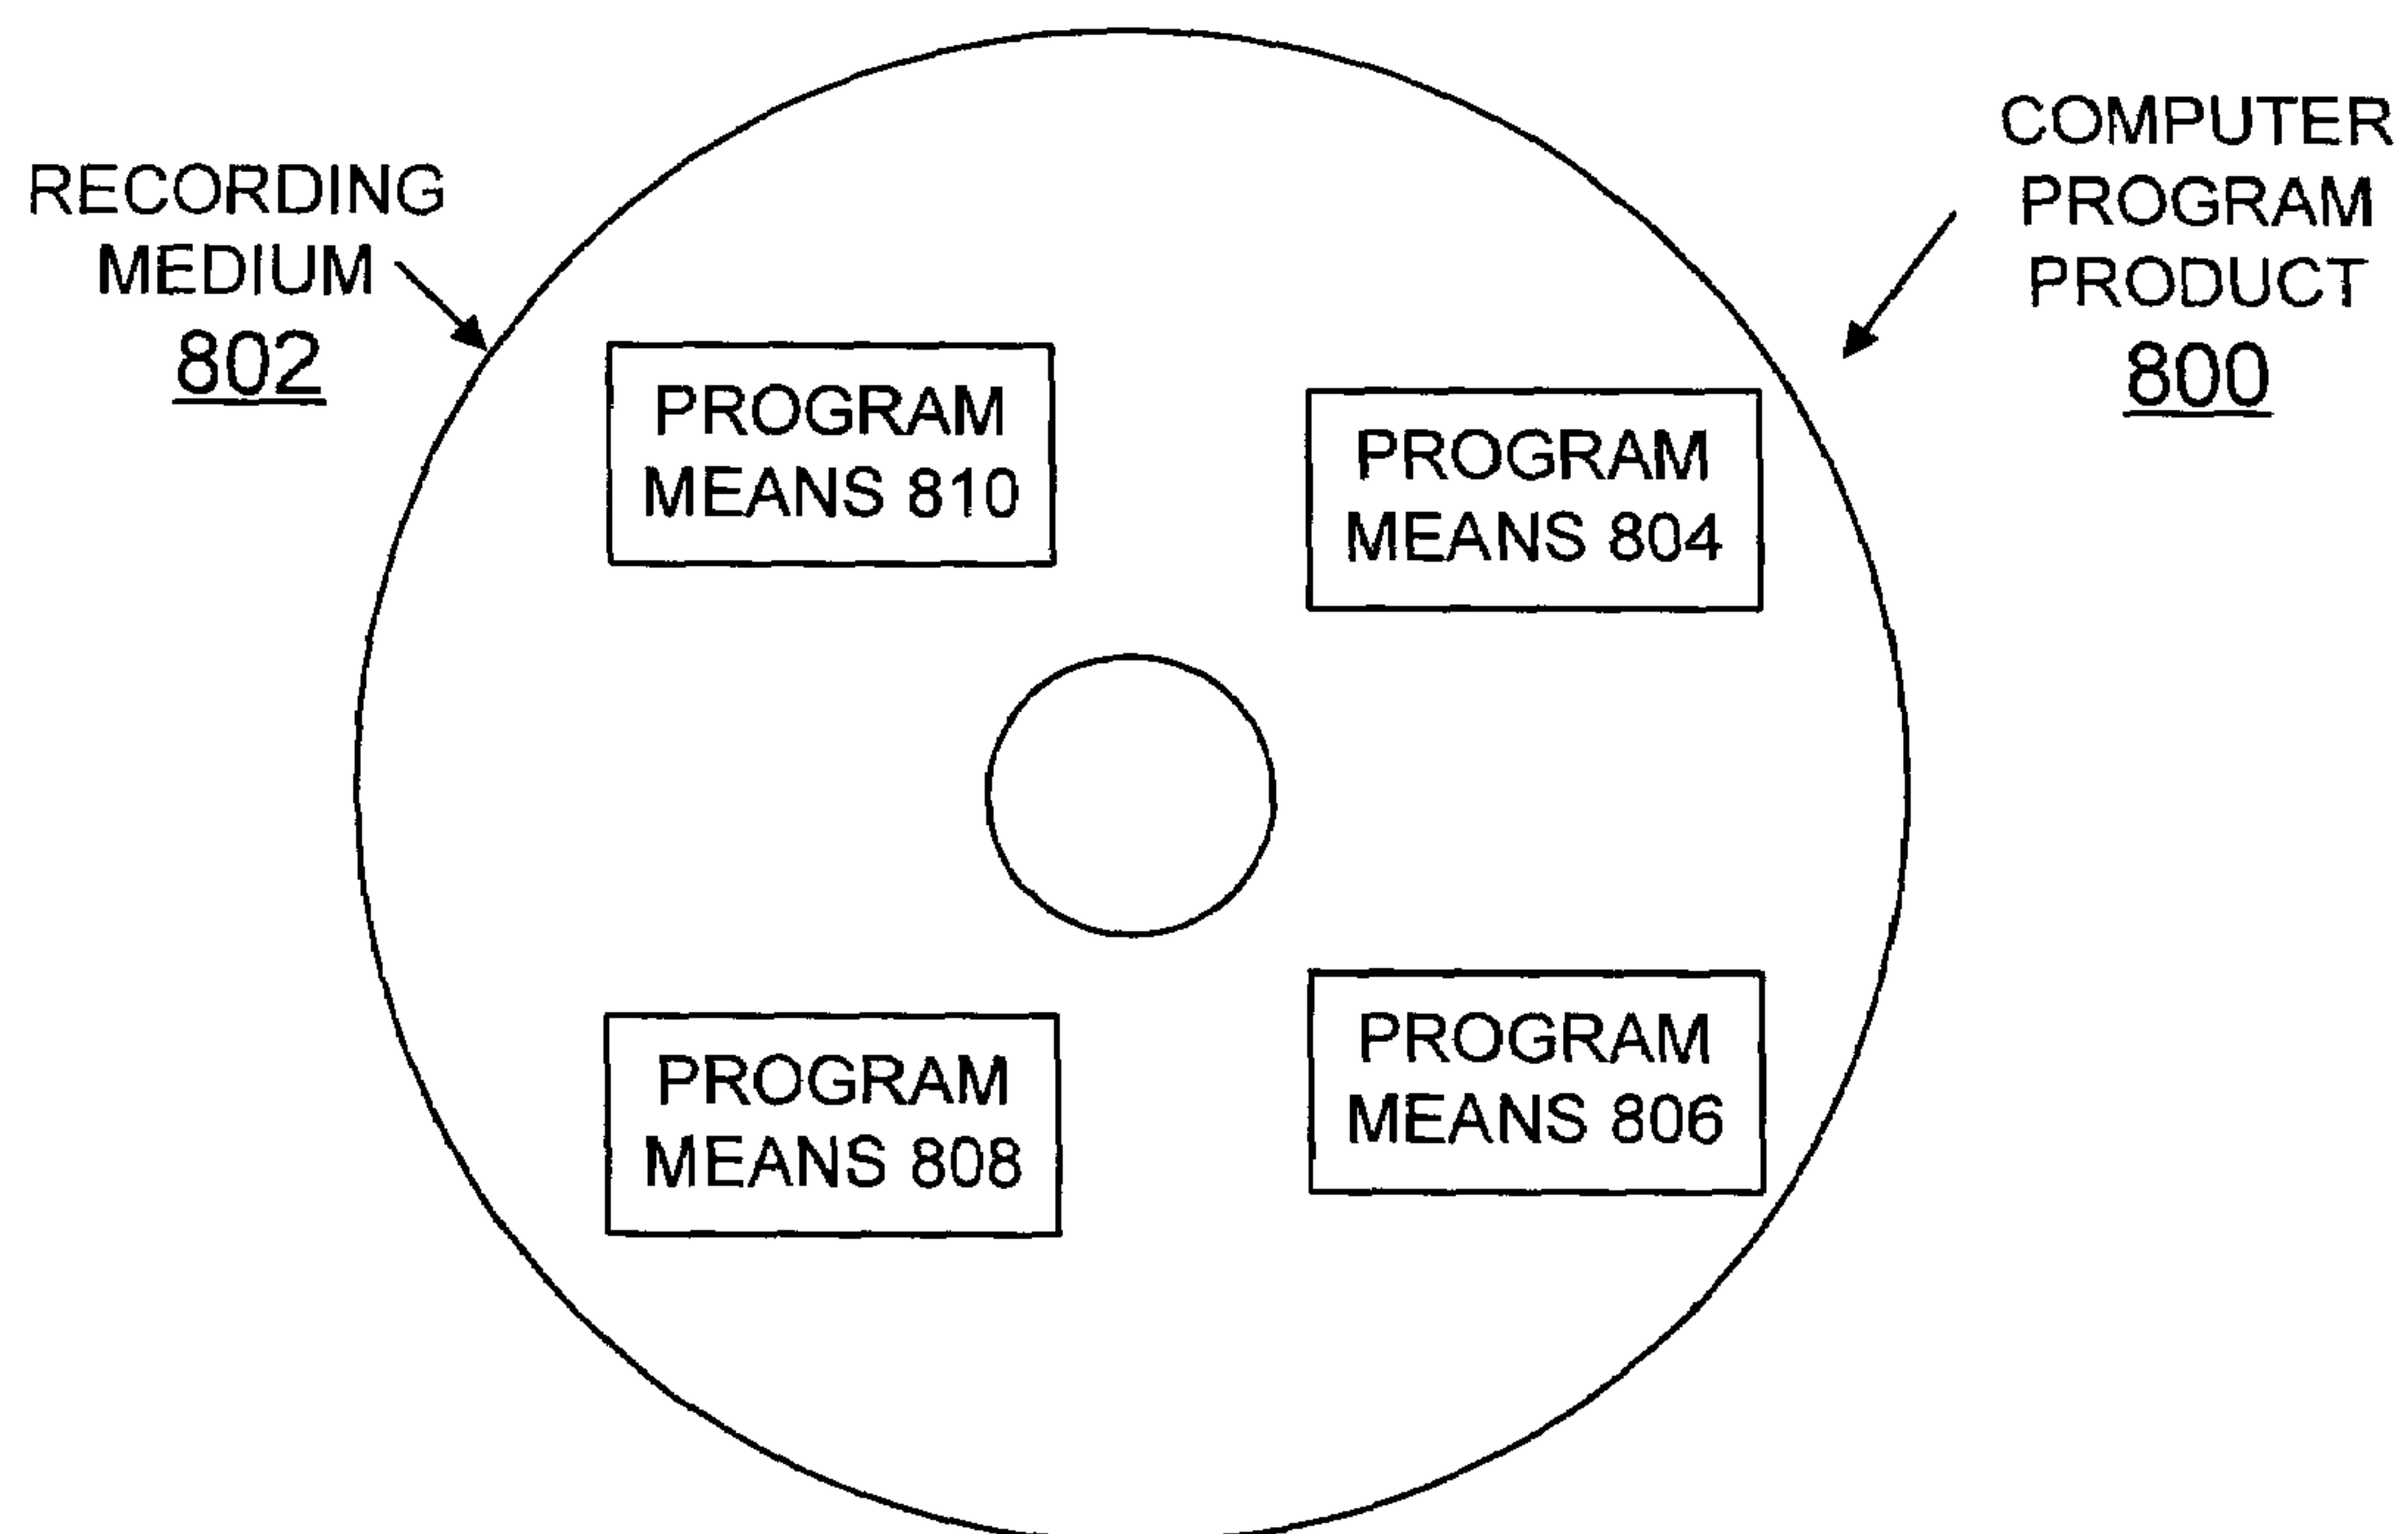 RECORDING
MEDIUM
802
COMPUTER
PROGRAM
PRODUCT
800
PROGRAM
MEANS 810
PROGRAM
MEANS 804
PROGRAM
MEANS 808
PROGRAM
MEANS 806